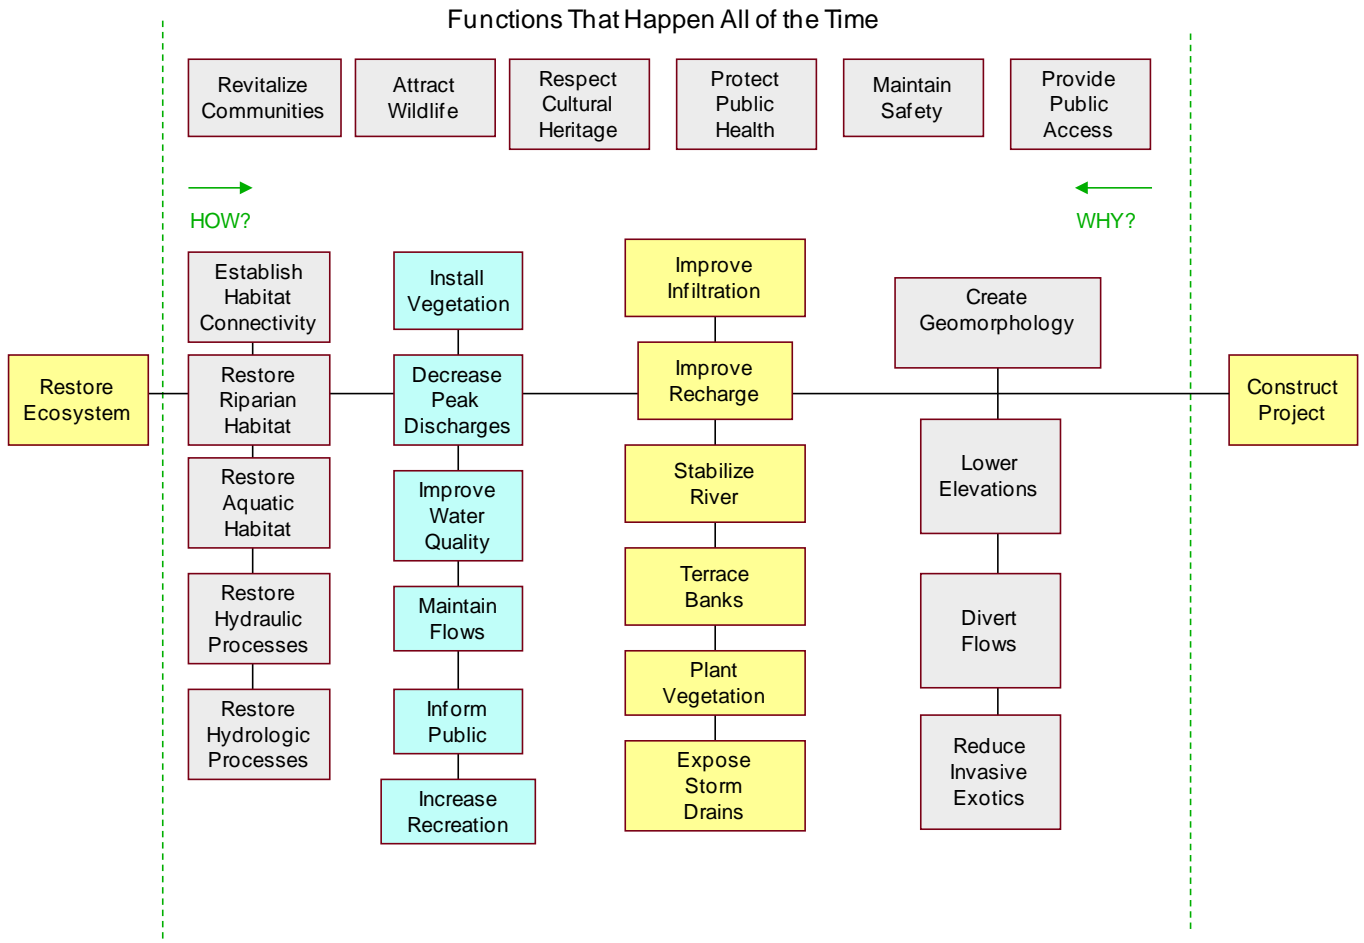 Functions That Happen All of the Time
Revitalize
Communities
Attract
Wildlife
Respect
Cultural
Heritage
Protect
Public
Health
Maintain
Safety
Provide
Public
Access
HOW?
WHY?
Restore
Ecosystem
Establish
Habitat
Connectivity
Restore
Riparian
Habitat
Restore
Aquatic
Habitat
Restore
Hydraulic
Processes
Restore
Hydrologic
Processes
Install
Vegetation
Decrease
Peak
Discharges
Improve
Water
Quality
Maintain
Flows
Inform
Public
Increase
Recreation
Improve
Infiltration
Improve
Recharge
Stabilize
River
Terrace
Banks
Plant
Vegetation
Expose
Storm
Drains
Create
Geomorphology
Lower
Elevations
Divert
Flows
Reduce
Invasive
Exotics
Construct
Project